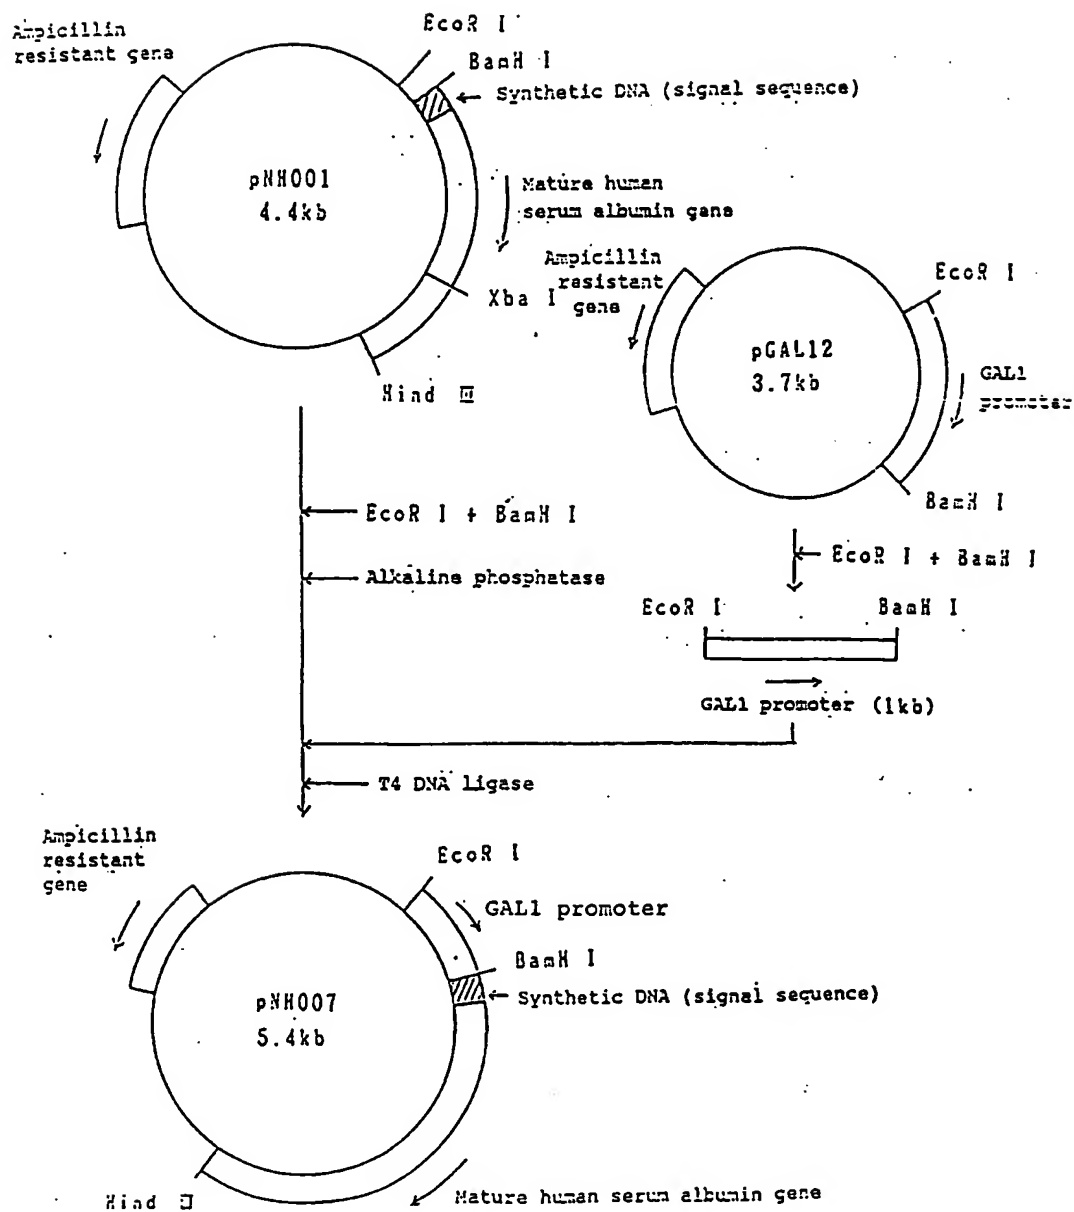 Ampicillin
resistant gene
EcoR I
BamH I
Synthetic DNA (signal sequence)
pNH001
4.4kb
Mature human
serum albumin gene
Xba I
Hind III
Ampicillin
resistant
gene
EcoR I
pGAL12
3.7kb
GAL1
promoter
BamH I
EcoR I + BamH I
Alkaline phosphatase
EcoR I + BamH I
EcoR I
BamH I
GAL1 promoter (1kb)
T4 DNA ligase
Ampicillin
resistant
gene
EcoR I
GAL1 promoter
BamH I
Synthetic DNA (signal sequence)
pNH007
5.4kb
Hind III
Mature human serum albumin gene